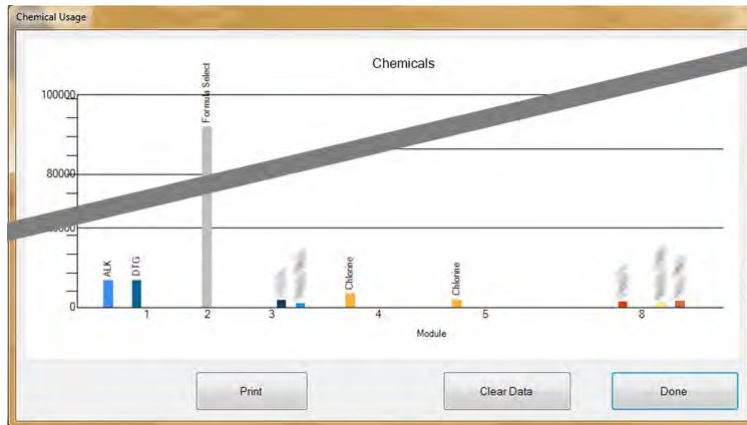 Chemical Usage
Chemicals
Formula Select
100000
80000
ALK
DTG
Chlorine
Chlorine
0
1
2
3
4
5
8
Module
Print
Clear Data
Done